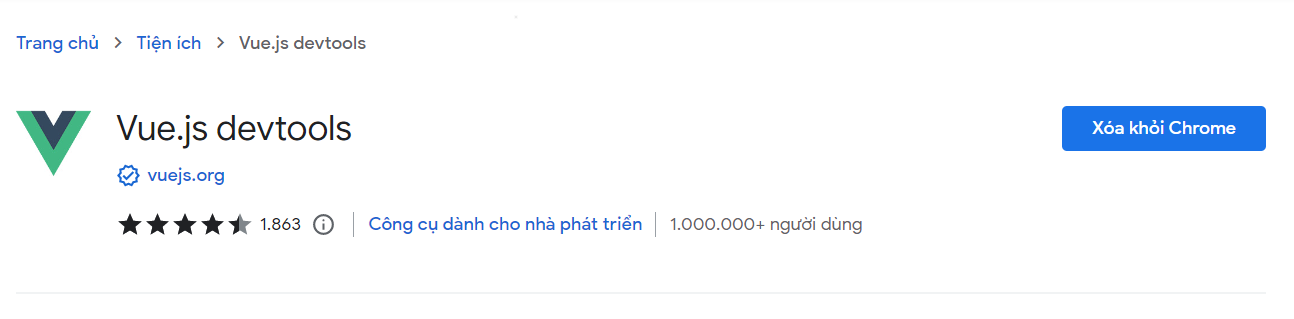 Trang chủ > Tiện ích > Vue.js devtools
Vue.js devtools
Xóa khỏi Chrome
vuejs.org
1.863 Công cụ dành cho nhà phát triển 1.000.000+ người dùng